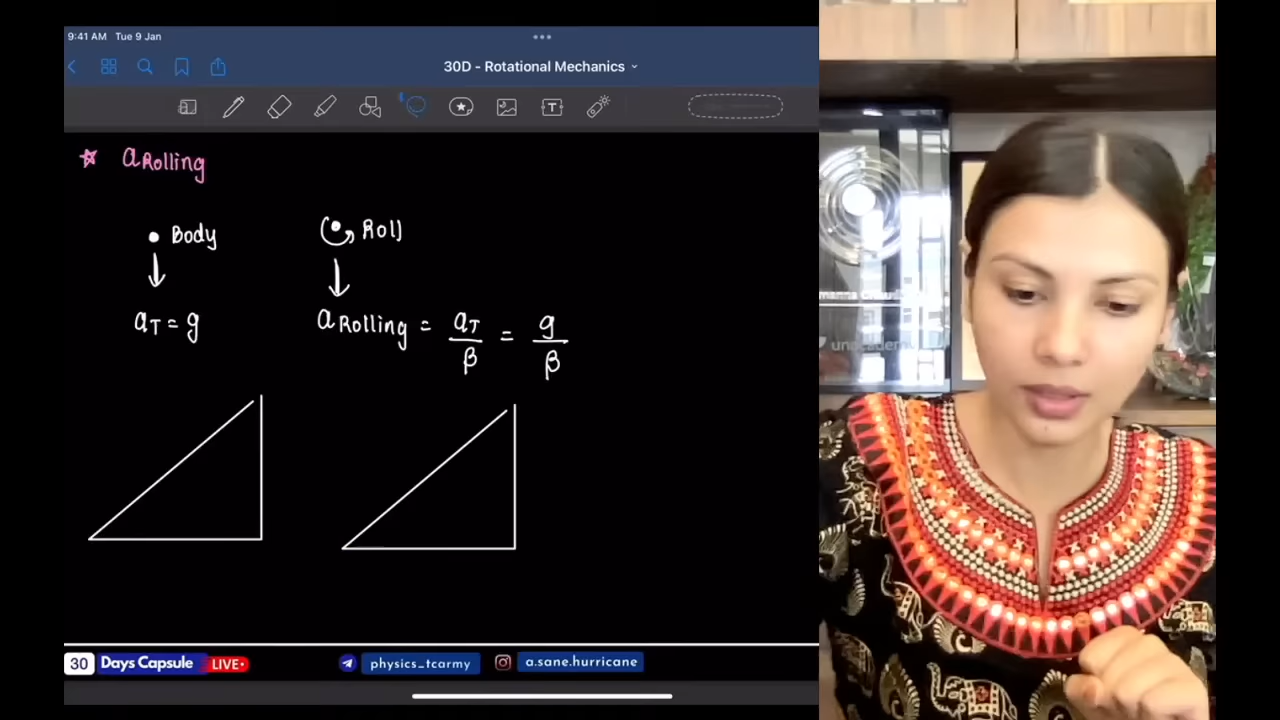 9:41 AM Tue 9 Jan
30D - Rotational Mechanics
a Rolling
Body
Roll
aT = g
a Rolling = aT/β = g/β
unacademy
30 Days Capsule LIVE
physics_tcarmy
a.sane.hurricane